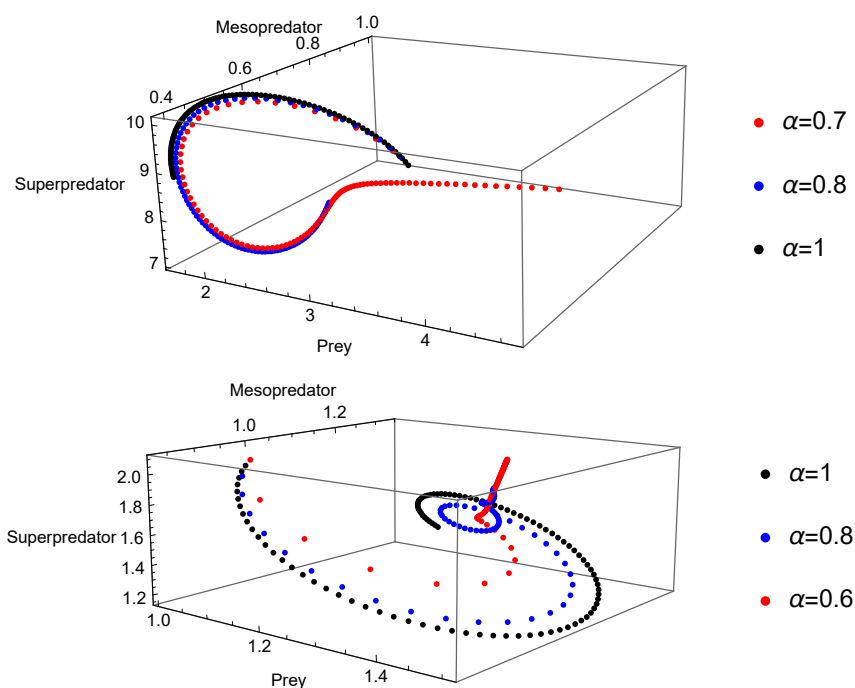 Mesopredator
0.4 0.6 0.8 1.0
10
9
8
7
Superpredator
2 3 4
Prey
α=0.7
α=0.8
α=1
Mesopredator
1.0 1.2
2.0
1.8
1.6
1.4
1.2
Superpredator
1.0 1.2 1.4
Prey
α=1
α=0.8
α=0.6